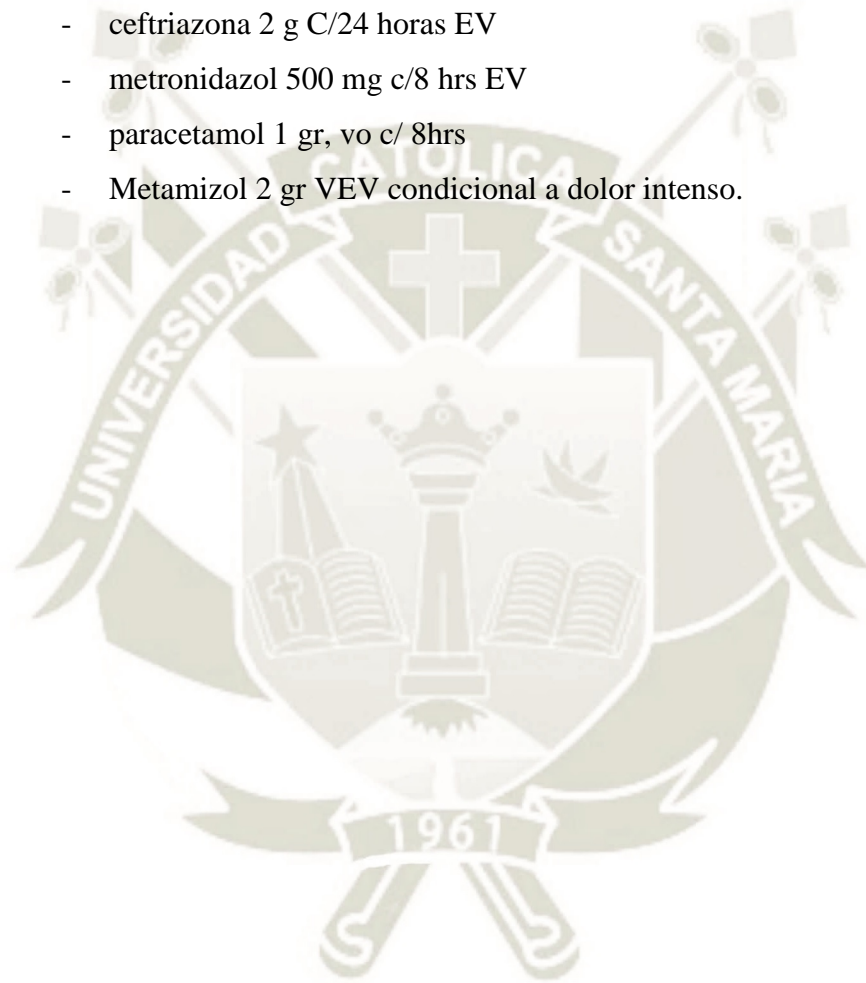 - ceftriazona 2 g C/24 horas EV
- metronidazol 500 mg c/8 hrs EV
- paracetamol 1 gr, vo c/ 8hrs
- Metamizol 2 gr VEV condicional a dolor intenso.
UNIVERSIDAD CATOLICA SANTA MARIA
1961